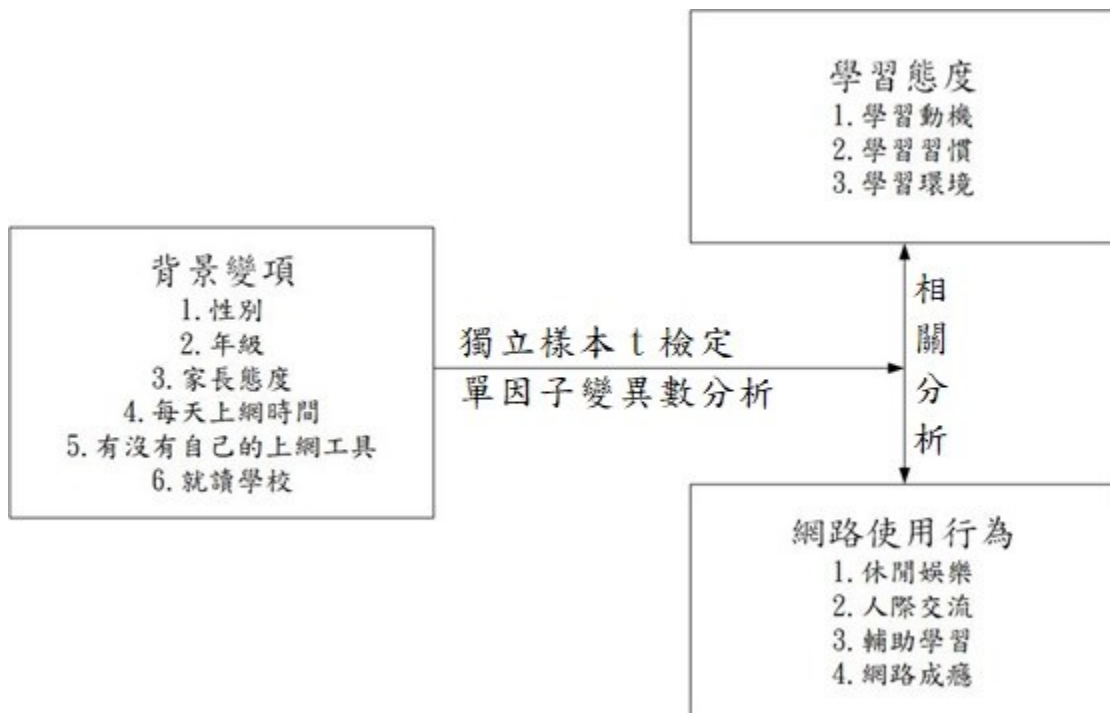 學習態度
1.學習動機
2.學習習慣
3.學習環境
背景變項
1.性別
2.年級
3.家長態度
4.每天上網時間
5.有沒有自己的上網工具
6.就讀學校
獨立樣本 t 檢定
單因子變異數分析
相關分析
網路使用行為
1.休閒娛樂
2.人際交流
3.輔助學習
4.網路成癮